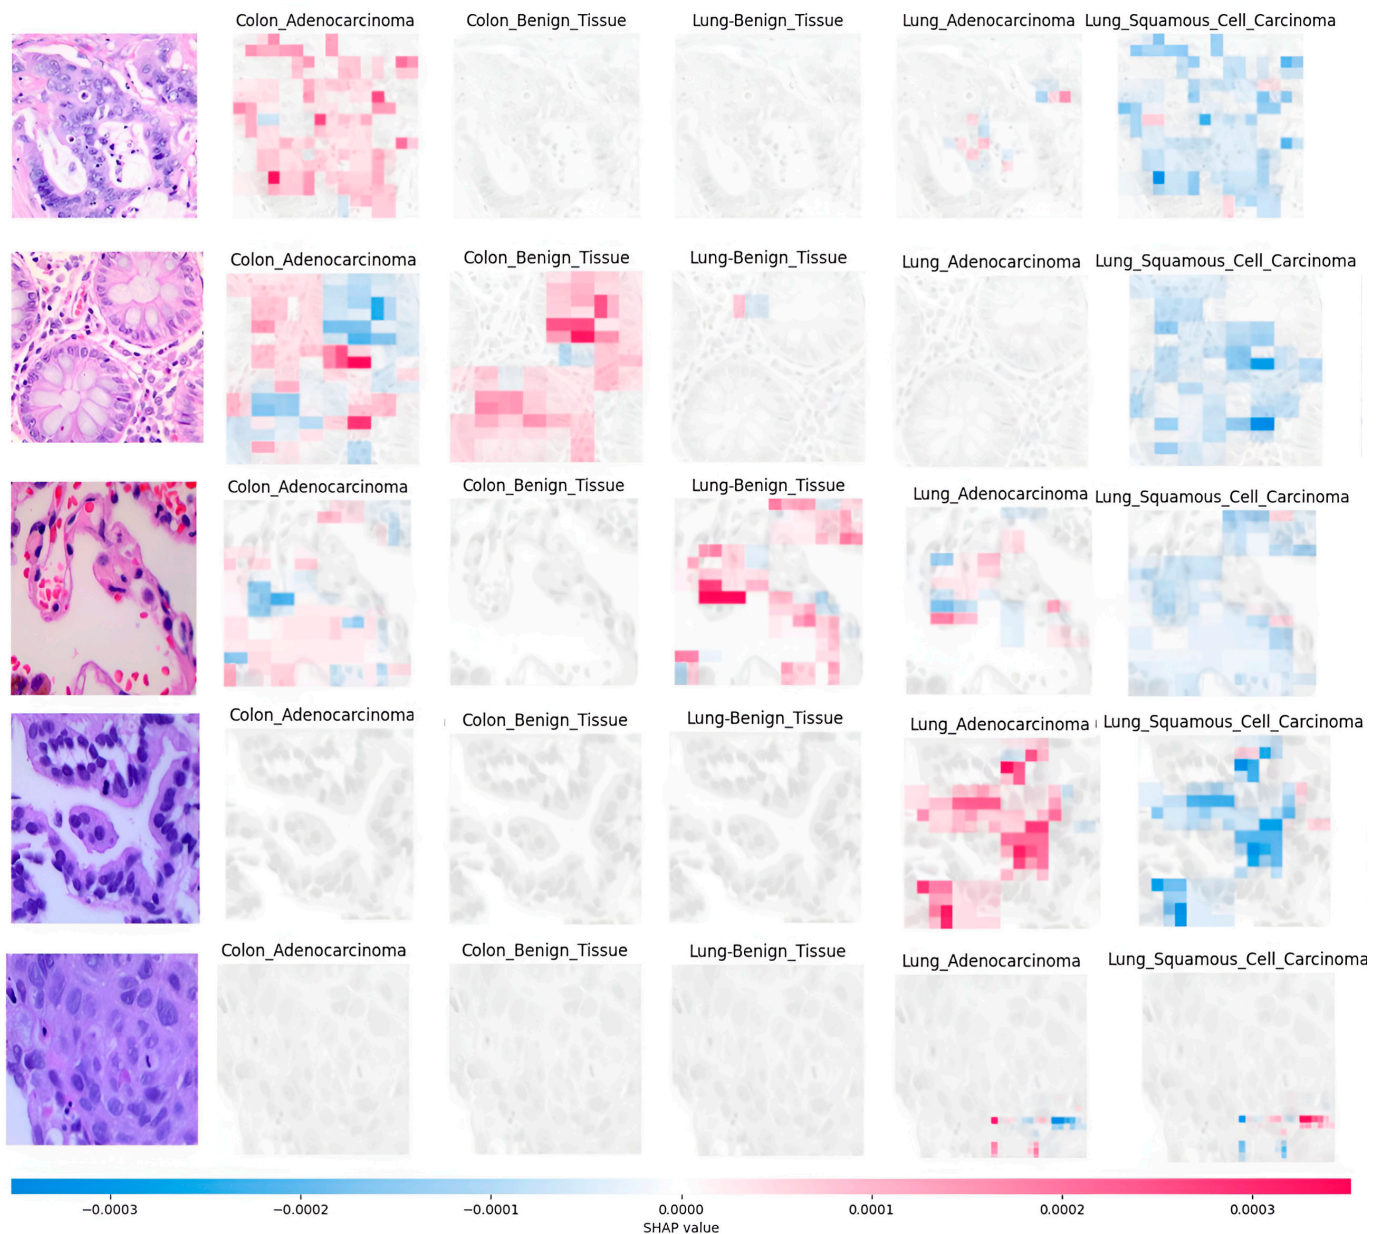 Colon_Adenocarcinoma Colon_Benign_Tissue Lung-Benign_Tissue Lung_Adenocarcinoma Lung_Squamous_Cell_Carcinoma
Colon_Adenocarcinoma Colon_Benign_Tissue Lung-Benign_Tissue Lung_Adenocarcinoma Lung_Squamous_Cell_Carcinoma
Colon_Adenocarcinoma Colon_Benign_Tissue Lung-Benign_Tissue Lung_Adenocarcinoma Lung_Squamous_Cell_Carcinoma
Colon_Adenocarcinoma Colon_Benign_Tissue Lung-Benign_Tissue Lung_Adenocarcinoma Lung_Squamous_Cell_Carcinoma
Colon_Adenocarcinoma Colon_Benign_Tissue Lung-Benign_Tissue Lung_Adenocarcinoma Lung_Squamous_Cell_Carcinoma
−0.0003 −0.0002 −0.0001 0.0000 0.0001 0.0002 0.0003
SHAP value